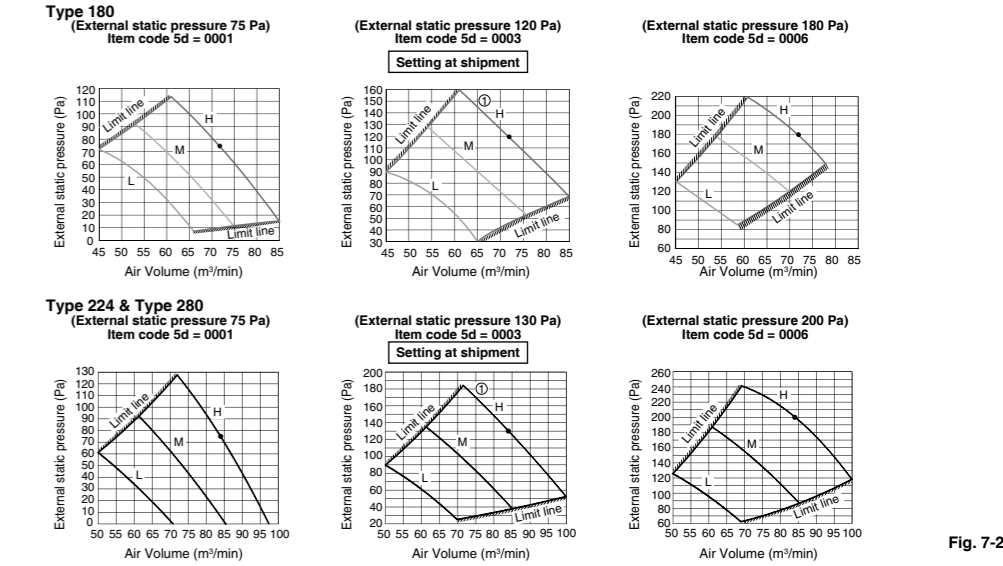 Type 180
(External static pressure 75 Pa)
Item code 5d = 0001
External static pressure (Pa)
120
110
100
90
80
70
60
50
40
30
20
10
0
Limit line
H
M
L
Limit line
45 50 55 60 65 70 75 80 85
Air Volume (m³/min)
(External static pressure 120 Pa)
Item code 5d = 0003
Setting at shipment
External static pressure (Pa)
160
150
140
130
120
110
100
90
80
70
60
50
40
30
Limit line
①
H
M
L
Limit line
45 50 55 60 65 70 75 80 85
Air Volume (m³/min)
(External static pressure 180 Pa)
Item code 5d = 0006
External static pressure (Pa)
220
200
180
160
140
120
100
80
60
Limit line
H
M
L
Limit line
45 50 55 60 65 70 75 80 85
Air Volume (m³/min)
Type 224 & Type 280
(External static pressure 75 Pa)
Item code 5d = 0001
External static pressure (Pa)
130
120
110
100
90
80
70
60
50
40
30
20
10
0
Limit line
H
M
L
50 55 60 65 70 75 80 85 90 95 100
Air Volume (m³/min)
(External static pressure 130 Pa)
Item code 5d = 0003
Setting at shipment
External static pressure (Pa)
200
180
160
140
120
100
80
60
40
20
Limit line
①
H
M
L
Limit line
50 55 60 65 70 75 80 85 90 95 100
Air Volume (m³/min)
(External static pressure 200 Pa)
Item code 5d = 0006
External static pressure (Pa)
260
240
220
200
180
160
140
120
100
80
60
Limit line
H
M
L
Limit line
50 55 60 65 70 75 80 85 90 95 100
Air Volume (m³/min)
Fig. 7-2